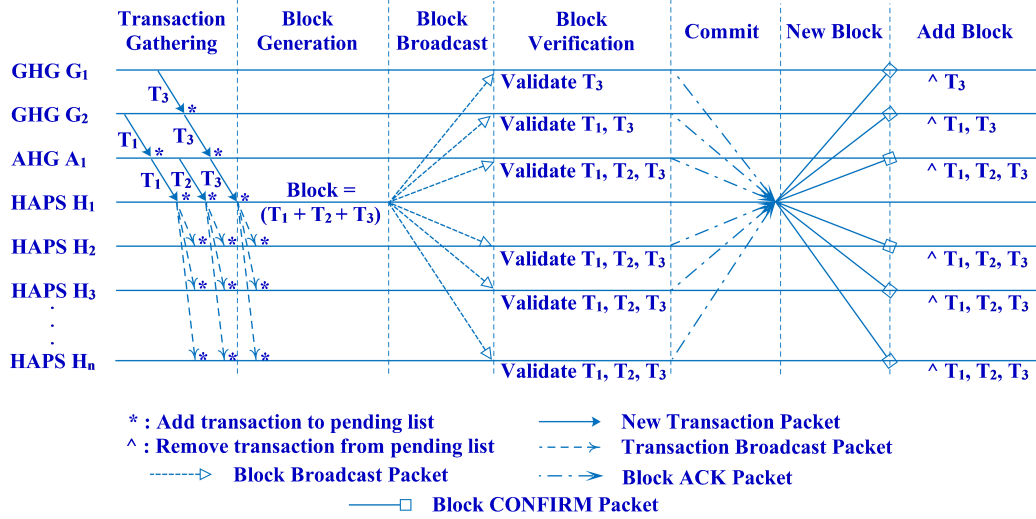 Transaction Gathering
Block Generation
Block Broadcast
Block Verification
Commit
New Block
Add Block
GHG G₁
T₃
*
Validate T₃
^ T₃
GHG G₂
T₁
*
T₃
*
Validate T₁, T₃
^ T₁, T₃
AHG A₁
T₁
*
T₂
*
T₃
*
Validate T₁, T₂, T₃
^ T₁, T₂, T₃
HAPS H₁
Block =
(T₁ + T₂ + T₃)
HAPS H₂
* * *
Validate T₁, T₂, T₃
^ T₁, T₂, T₃
HAPS H₃
* * *
Validate T₁, T₂, T₃
^ T₁, T₂, T₃
.
.
.
HAPS Hₙ
* * *
Validate T₁, T₂, T₃
^ T₁, T₂, T₃
* : Add transaction to pending list
New Transaction Packet
^ : Remove transaction from pending list
Transaction Broadcast Packet
Block Broadcast Packet
Block ACK Packet
Block CONFIRM Packet